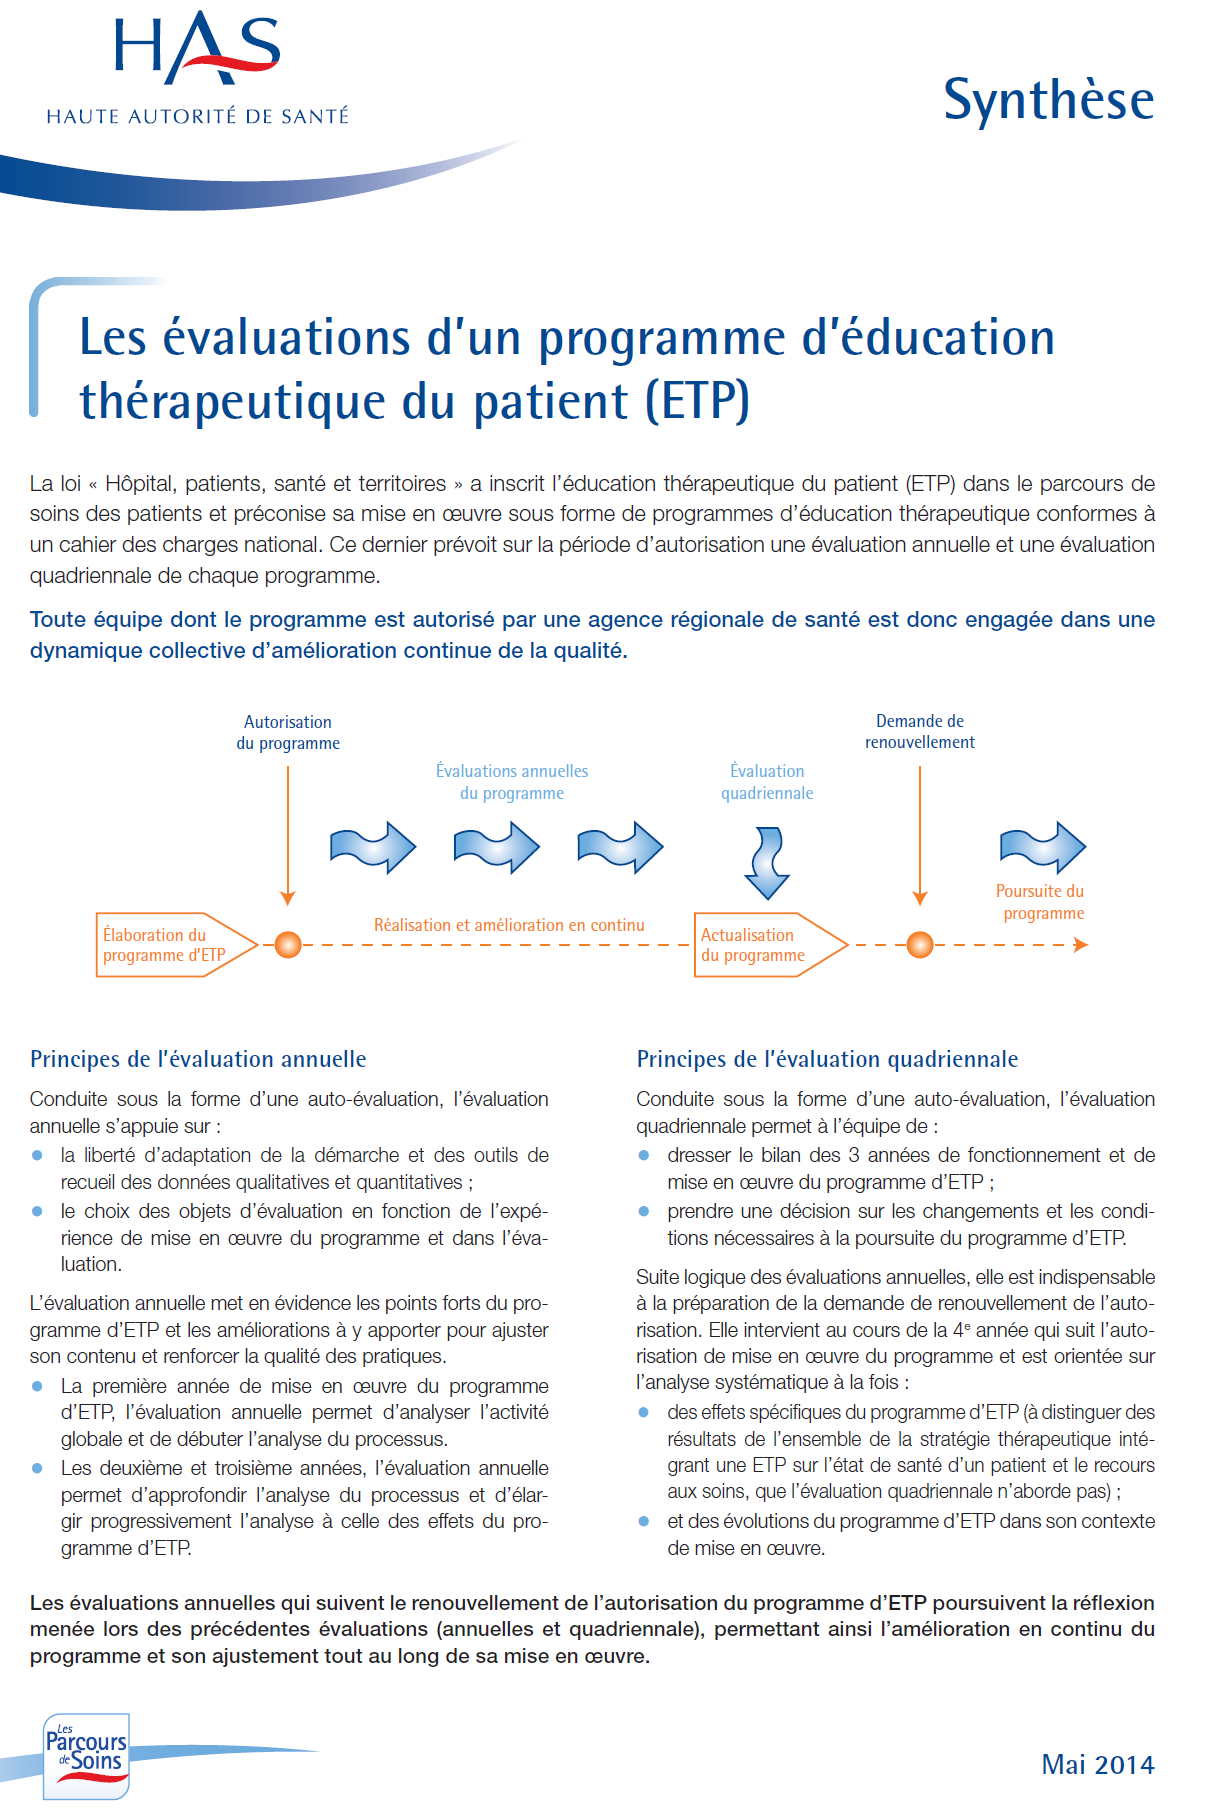 HAS
HAUTE AUTORITÉ DE SANTÉ
Synthèse
Les évaluations d’un programme d’éducation
thérapeutique du patient (ETP)
La loi « Hôpital, patients, santé et territoires » a inscrit l’éducation thérapeutique du patient (ETP) dans le parcours de
soins des patients et préconise sa mise en œuvre sous forme de programmes d’éducation thérapeutique conformes à
un cahier des charges national. Ce dernier prévoit sur la période d’autorisation une évaluation annuelle et une évaluation
quadriennale de chaque programme.
Toute équipe dont le programme est autorisé par une agence régionale de santé est donc engagée dans une
dynamique collective d’amélioration continue de la qualité.
Autorisation
du programme
Évaluations annuelles
du programme
Évaluation
quadriennale
Demande de
renouvellement
Élaboration du
programme d’ETP
Réalisation et amélioration en continu
Actualisation
du programme
Poursuite du
programme
Principes de l’évaluation annuelle
Conduite sous la forme d’une auto-évaluation, l’évaluation
annuelle s’appuie sur :
● la liberté d’adaptation de la démarche et des outils de
recueil des données qualitatives et quantitatives ;
● le choix des objets d’évaluation en fonction de l’expé-
rience de mise en œuvre du programme et dans l’éva-
luation.
L’évaluation annuelle met en évidence les points forts du pro-
gramme d’ETP et les améliorations à y apporter pour ajuster
son contenu et renforcer la qualité des pratiques.
● La première année de mise en œuvre du programme
d’ETP, l’évaluation annuelle permet d’analyser l’activité
globale et de débuter l’analyse du processus.
● Les deuxième et troisième années, l’évaluation annuelle
permet d’approfondir l’analyse du processus et d’élar-
gir progressivement l’analyse à celle des effets du pro-
gramme d’ETP.
Principes de l’évaluation quadriennale
Conduite sous la forme d’une auto-évaluation, l’évaluation
quadriennale permet à l’équipe de :
● dresser le bilan des 3 années de fonctionnement et de
mise en œuvre du programme d’ETP ;
● prendre une décision sur les changements et les condi-
tions nécessaires à la poursuite du programme d’ETP.
Suite logique des évaluations annuelles, elle est indispensable
à la préparation de la demande de renouvellement de l’auto-
risation. Elle intervient au cours de la 4e année qui suit l’auto-
risation de mise en œuvre du programme et est orientée sur
l’analyse systématique à la fois :
● des effets spécifiques du programme d’ETP (à distinguer des
résultats de l’ensemble de la stratégie thérapeutique inté-
grant une ETP sur l’état de santé d’un patient et le recours
aux soins, que l’évaluation quadriennale n’aborde pas) ;
● et des évolutions du programme d’ETP dans son contexte
de mise en œuvre.
Les évaluations annuelles qui suivent le renouvellement de l’autorisation du programme d’ETP poursuivent la réflexion
menée lors des précédentes évaluations (annuelles et quadriennale), permettant ainsi l’amélioration en continu du
programme et son ajustement tout au long de sa mise en œuvre.
Les
Parcours
de Soins
Mai 2014